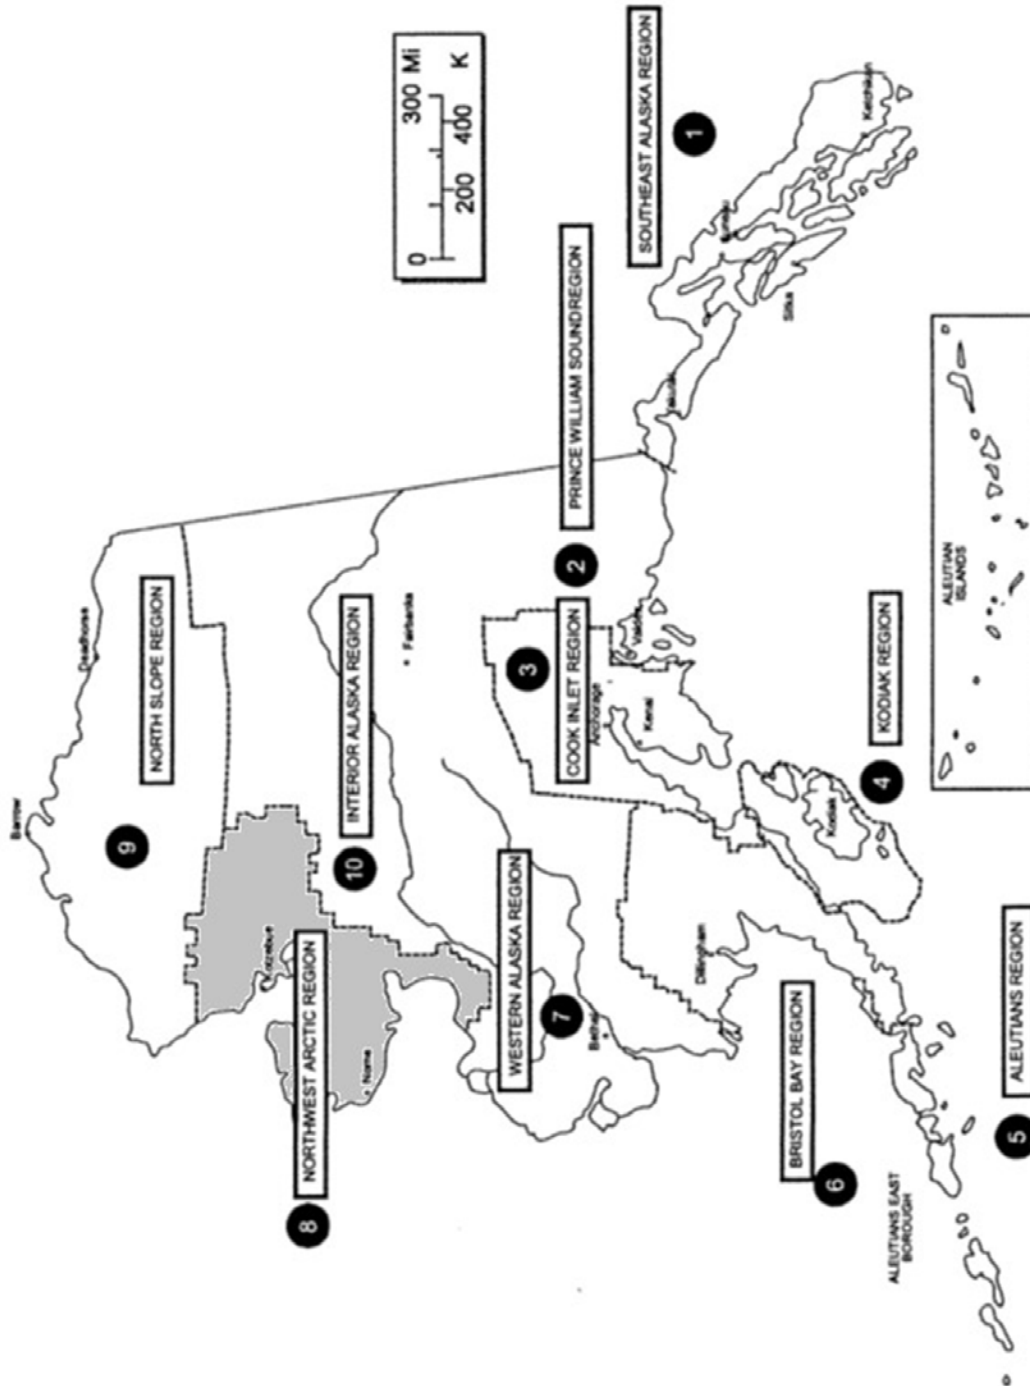 Barrow
Deadhorse
9
NORTH SLOPE REGION
Kotzebue
8
NORTHWEST ARCTIC REGION
10
INTERIOR ALASKA REGION
Nome
Fairbanks
0 300 Mi
200 400 K
WESTERN ALASKA REGION
3
7
COOK INLET REGION
2
PRINCE WILLIAM SOUND REGION
Bethel
Anchorage
Valdez
Kenai
SOUTHEAST ALASKA REGION
1
Yakutat
Dillingham
Juneau
BRISTOL BAY REGION
6
Sitka
Kodiak
Ketchikan
4
KODIAK REGION
ALEUTIANS EAST
BOROUGH
ALEUTIAN
ISLANDS
5
ALEUTIANS REGION